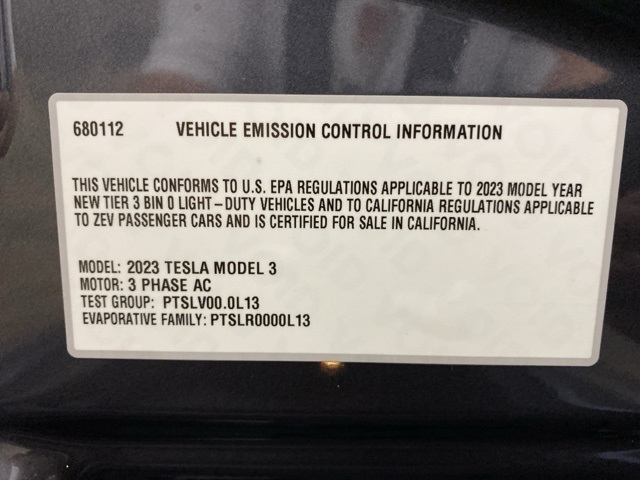 680112 VEHICLE EMISSION CONTROL INFORMATION
THIS VEHICLE CONFORMS TO U.S. EPA REGULATIONS APPLICABLE TO 2023 MODEL YEAR
NEW TIER 3 BIN 0 LIGHT-DUTY VEHICLES AND TO CALIFORNIA REGULATIONS APPLICABLE
TO ZEV PASSENGER CARS AND IS CERTIFIED FOR SALE IN CALIFORNIA.
MODEL: 2023 TESLA MODEL 3
MOTOR: 3 PHASE AC
TEST GROUP: PTSLV00.0L13
EVAPORATIVE FAMILY: PTSLR0000L13